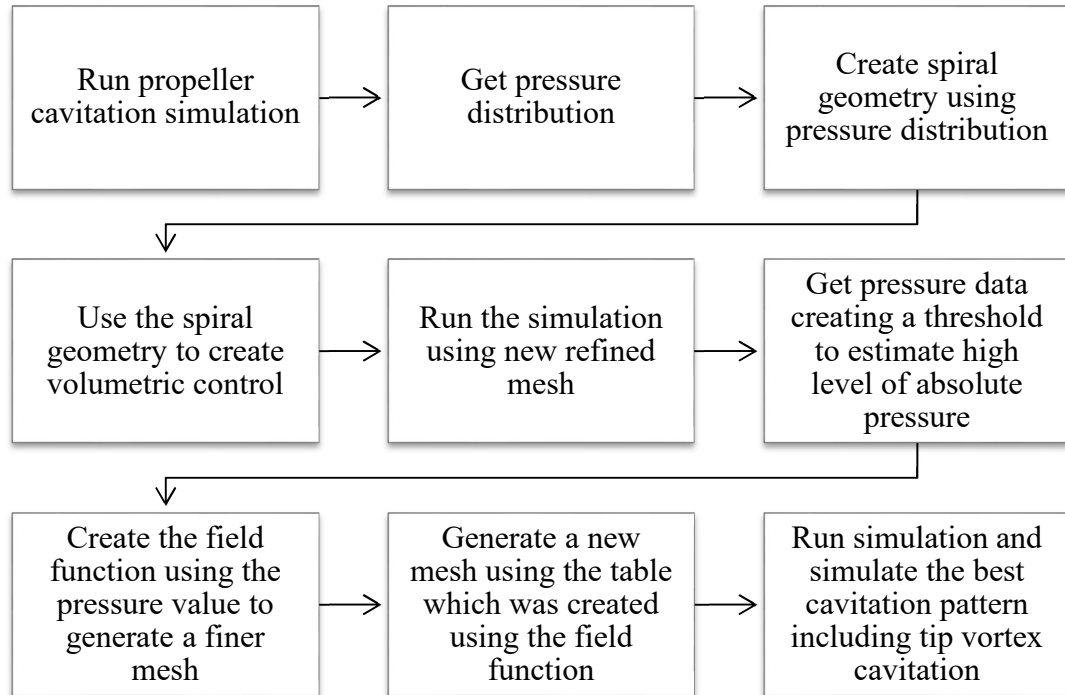 Run propeller
cavitation simulation
Get pressure
distribution
Create spiral
geometry using
pressure distribution
Use the spiral
geometry to create
volumetric control
Run the simulation
using new refined
mesh
Get pressure data
creating a threshold
to estimate high
level of absolute
pressure
Create the field
function using the
pressure value to
generate a finer
mesh
Generate a new
mesh using the table
which was created
using the field
function
Run simulation and
simulate the best
cavitation pattern
including tip vortex
cavitation